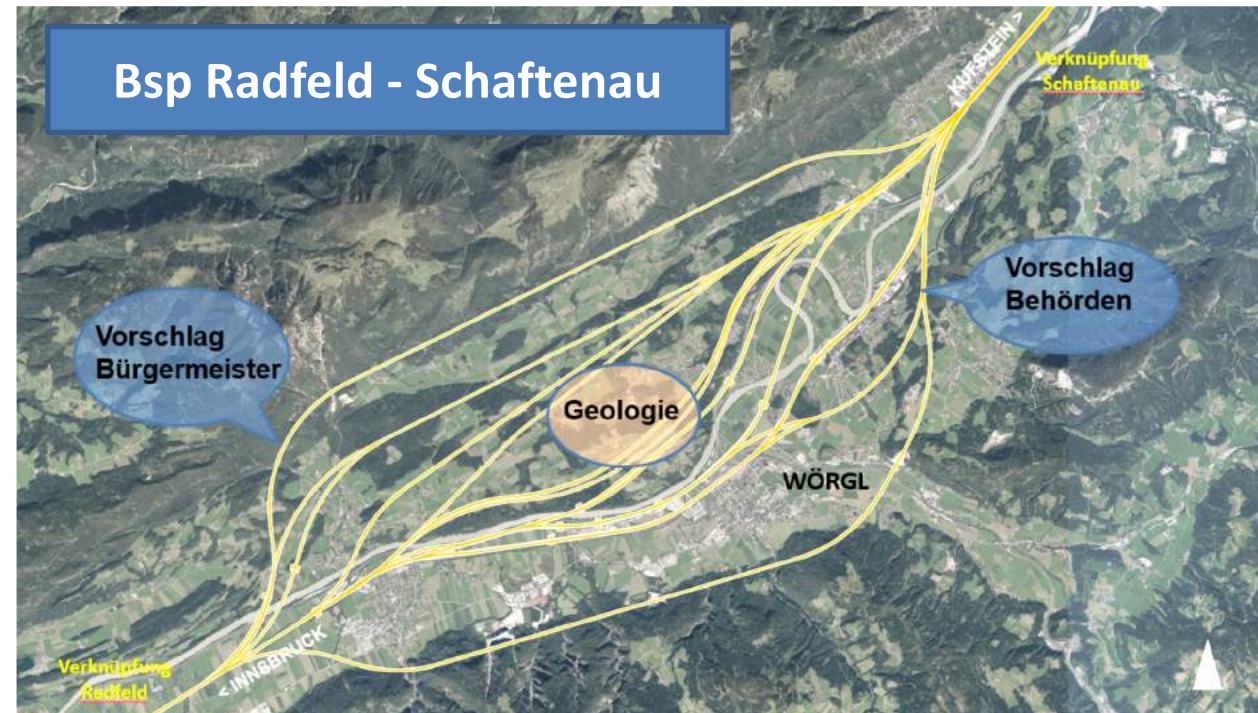 Bsp Radfeld - Schaftenau
< KUFSTEIN >
Verknüpfung
Schaftenau
Vorschlag
Behörden
Vorschlag
Bürgermeister
Geologie
WÖRGL
< INNSBRUCK
Verknüpfung
Radfeld